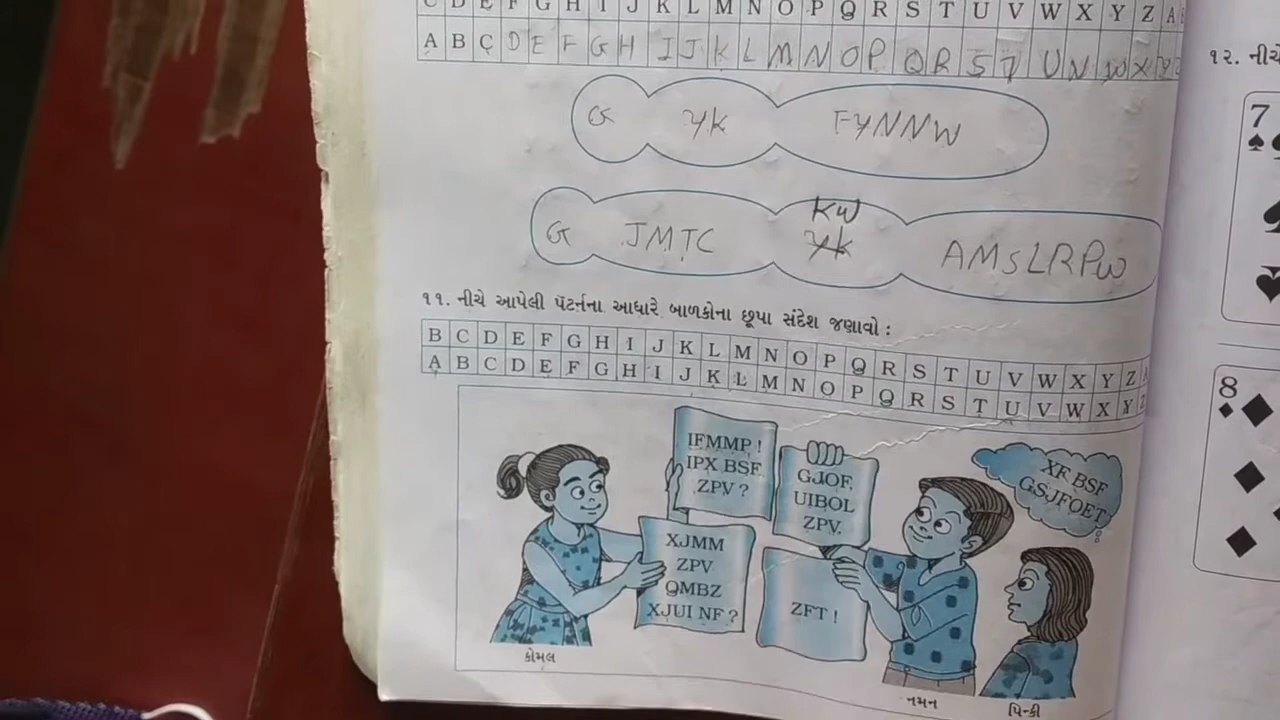 C D E F G H I J K L M N O P Q R S T U V W X Y Z A
A B C D E F G H I J K L M N O P Q R S T U V W X Y Z
G YK FYNNW
G JMTC KW YK AMSLRPW
૧૧. નીચે આપેલી પૅટર્નના આધારે બાળકોના છૂપા સંદેશ જણાવો :
B C D E F G H I J K L M N O P Q R S T U V W X Y Z A
A B C D E F G H I J K L M N O P Q R S T U V W X Y Z
IFMMP !
IPX BSF
ZPV ?
GJOF.
UIBOL
ZPV.
XF BSF
GSJFOET
XJMM
ZPV
QMBZ
XJUI NF ?
ZFT !
કોમલ
નમન
પિન્કી
૧૨. નીચે
7
8